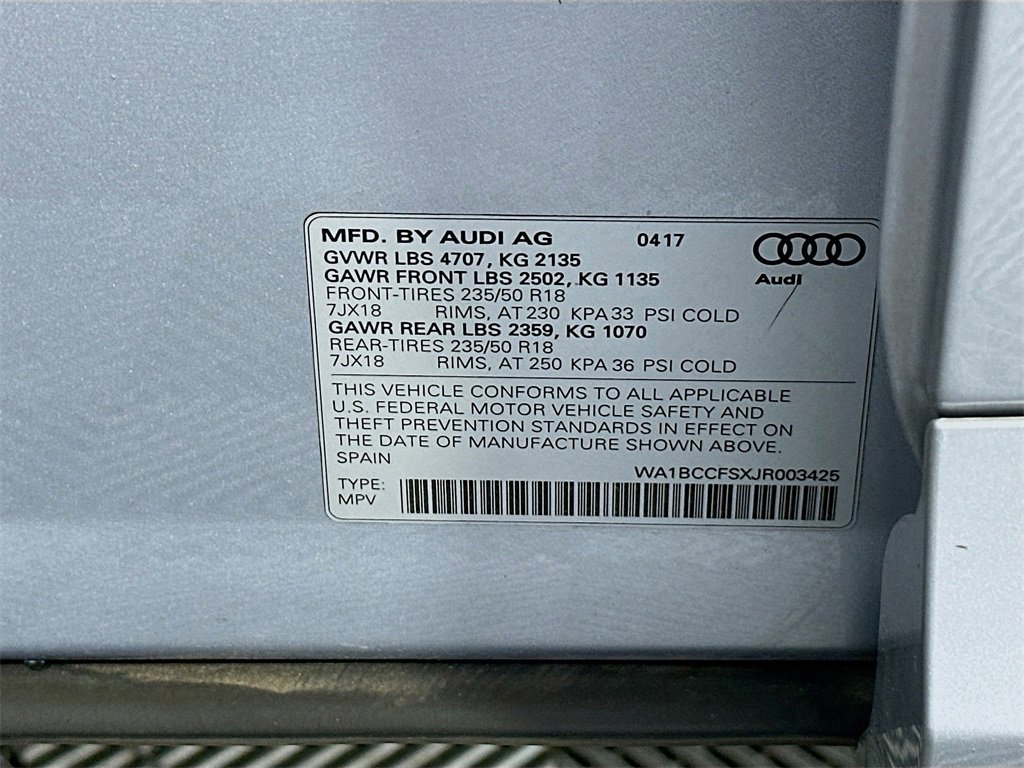 MFD. BY AUDI AG 0417
GVWR LBS 4707, KG 2135
GAWR FRONT LBS 2502, KG 1135
Audi
FRONT-TIRES 235/50 R18
7JX18 RIMS, AT 230 KPA 33 PSI COLD
GAWR REAR LBS 2359, KG 1070
REAR-TIRES 235/50 R18
7JX18 RIMS, AT 250 KPA 36 PSI COLD
THIS VEHICLE CONFORMS TO ALL APPLICABLE
U.S. FEDERAL MOTOR VEHICLE SAFETY AND
THEFT PREVENTION STANDARDS IN EFFECT ON
THE DATE OF MANUFACTURE SHOWN ABOVE.
SPAIN
WA1BCCFSXJR003425
TYPE:
MPV